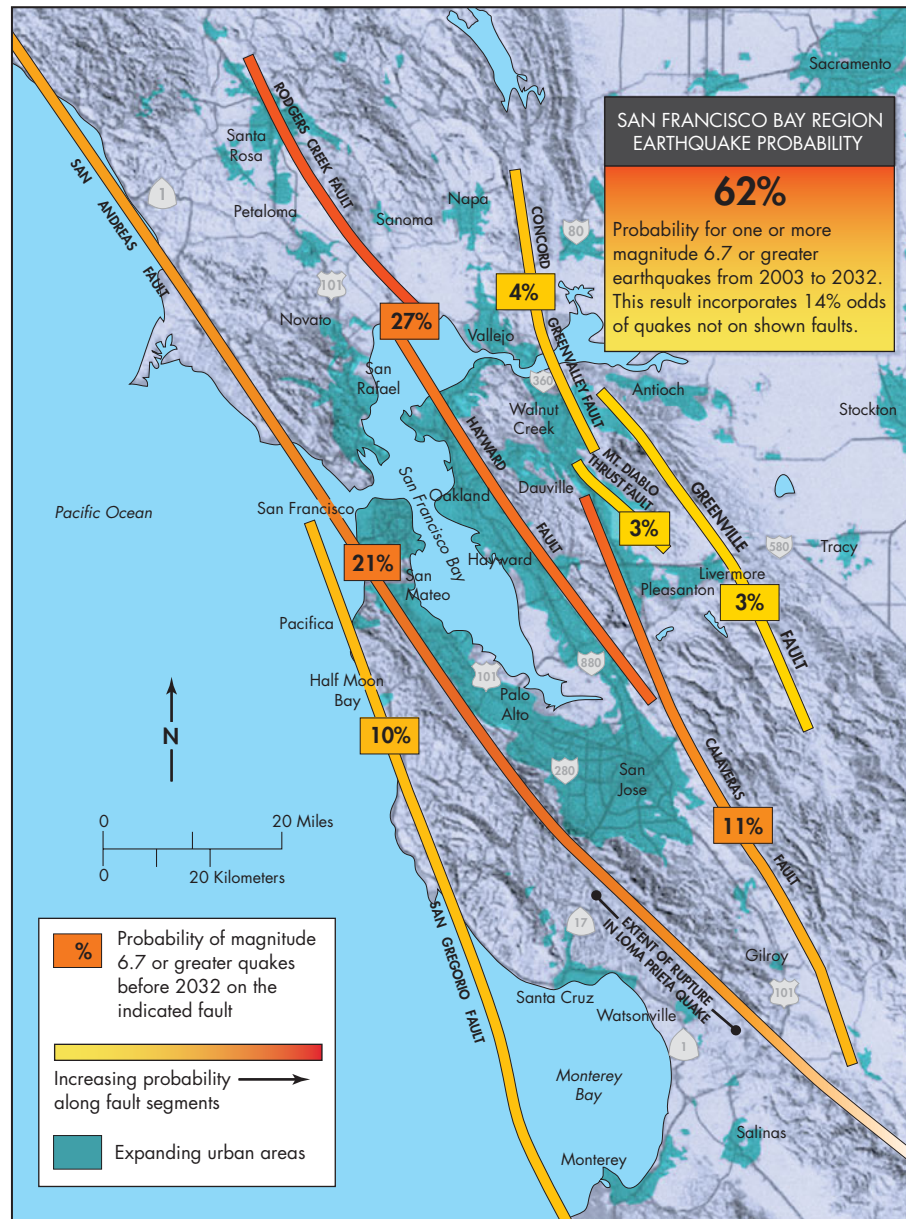 Sacramento
SAN FRANCISCO BAY REGION
EARTHQUAKE PROBABILITY
62%
Probability for one or more
magnitude 6.7 or greater
earthquakes from 2003 to 2032.
This result incorporates 14% odds
of quakes not on shown faults.
RODGERS CREEK FAULT
Santa
Rosa
SAN ANDREAS FAULT
1
Petaloma
Sanoma
Napa
CONCORD
80
101
4%
Novato
27%
Vallejo
GREENVALLEY FAULT
San
Rafael
360
Antioch
Walnut
Creek
Stockton
HAYWARD FAULT
MT. DIABLO
THRUST FAULT
Oakland
Dauville
GREENVILLE FAULT
San Francisco Bay
Pacific Ocean
San Francisco
3%
580
Tracy
21%
Hayward
San
Mateo
Livermore
Pleasanton
3%
Pacifica
880
Half Moon
Bay
101
Palo
Alto
N
10%
CALAVERAS FAULT
280
San
Jose
11%
0
20 Miles
0
20 Kilometers
SAN GREGORIO FAULT
17
EXTENT OF RUPTURE
IN LOMA PRIETA QUAKE
Gilroy
101
Santa Cruz
Watsonville
1
Monterey
Bay
Salinas
Monterey
%
Probability of magnitude
6.7 or greater quakes
before 2032 on the
indicated fault
Increasing probability
along fault segments
Expanding urban areas